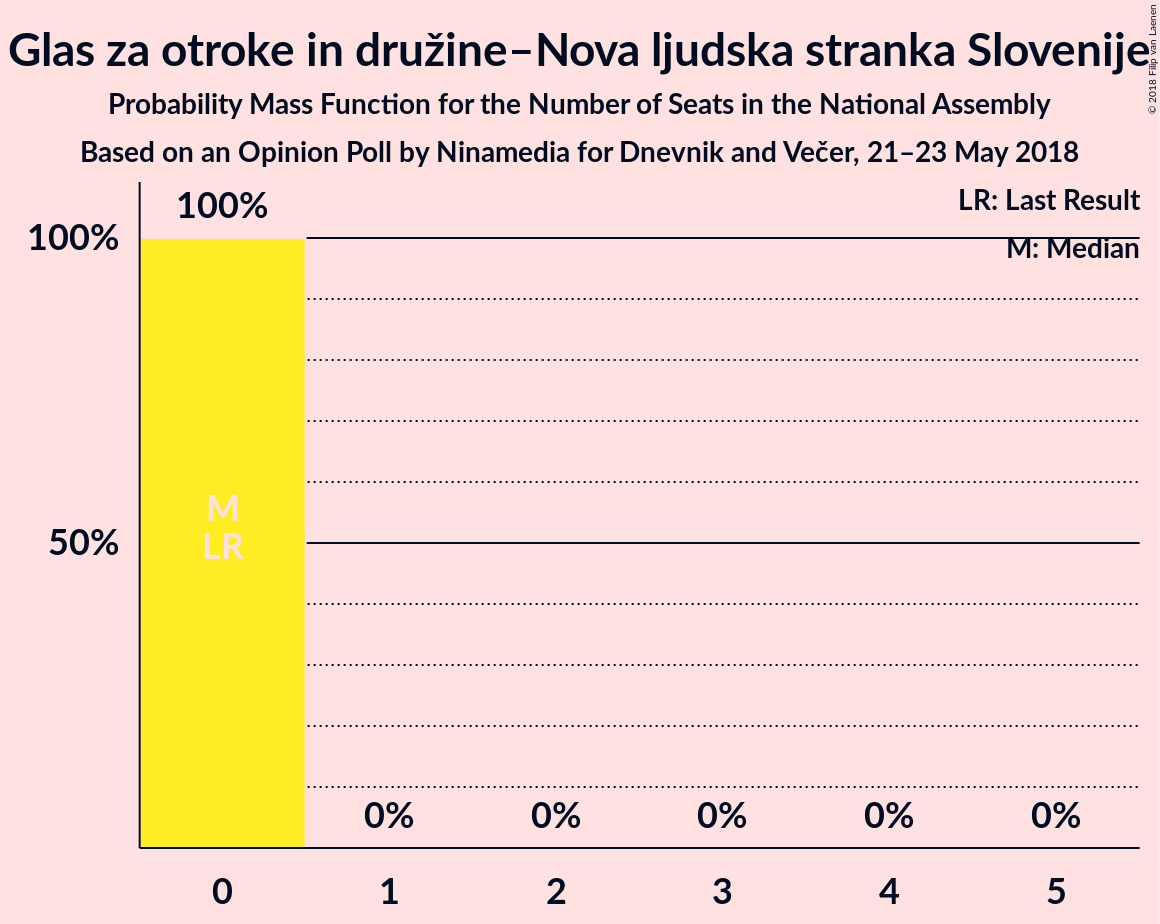 Glas za otroke in družine–Nova ljudska stranka Slovenije
Probability Mass Function for the Number of Seats in the National Assembly
Based on an Opinion Poll by Ninamedia for Dnevnik and Večer, 21–23 May 2018
© 2018 Filip van Laenen
LR: Last Result
M: Median
100%
100%
50%
M
LR
0% 0% 0% 0% 0%
0 1 2 3 4 5